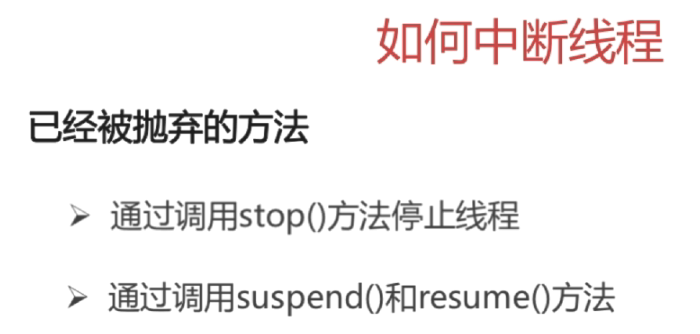 如何中断线程
已经被抛弃的方法
➢ 通过调用stop()方法停止线程
➢ 通过调用suspend()和resume()方法